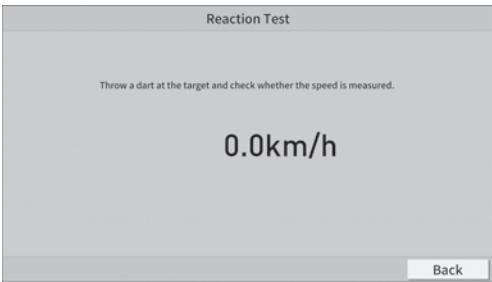 Reaction Test
Throw a dart at the target and check whether the speed is measured.
0.0km/h
Back